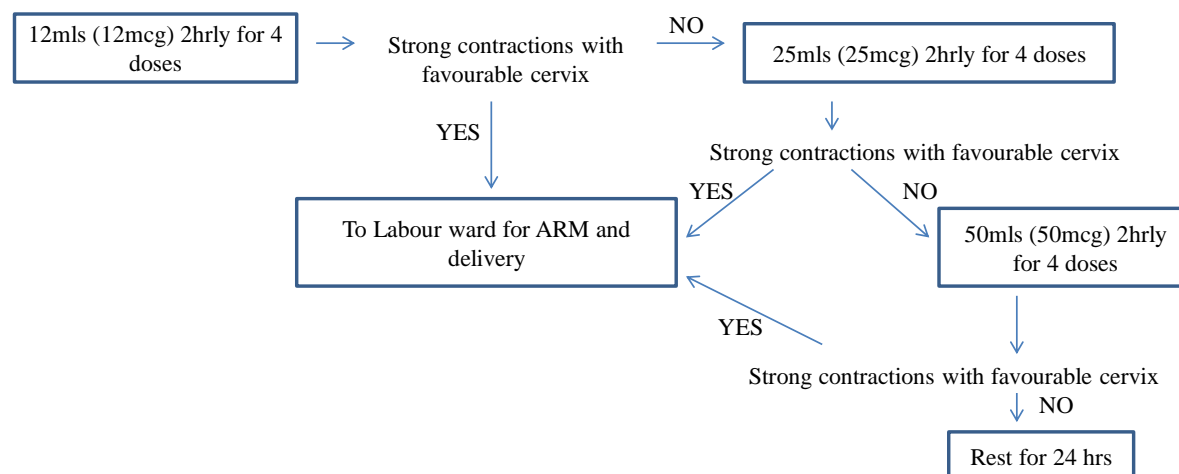 12mls (12mcg) 2hrly for 4
doses
Strong contractions with
favourable cervix
NO
25mls (25mcg) 2hrly for 4 doses
YES
Strong contractions with favourable cervix
YES
NO
To Labour ward for ARM and
delivery
50mls (50mcg) 2hrly
for 4 doses
YES
Strong contractions with favourable cervix
NO
Rest for 24 hrs